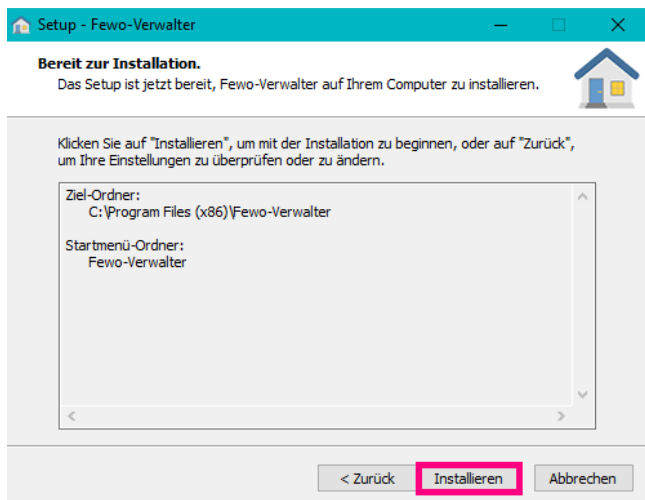 Setup - Fewo-Verwalter
Bereit zur Installation.
Das Setup ist jetzt bereit, Fewo-Verwalter auf Ihrem Computer zu installieren.
Klicken Sie auf "Installieren", um mit der Installation zu beginnen, oder auf "Zurück",
um Ihre Einstellungen zu überprüfen oder zu ändern.
Ziel-Ordner:
C:\Program Files (x86)\Fewo-Verwalter
Startmenü-Ordner:
Fewo-Verwalter
< Zurück
Installieren
Abbrechen